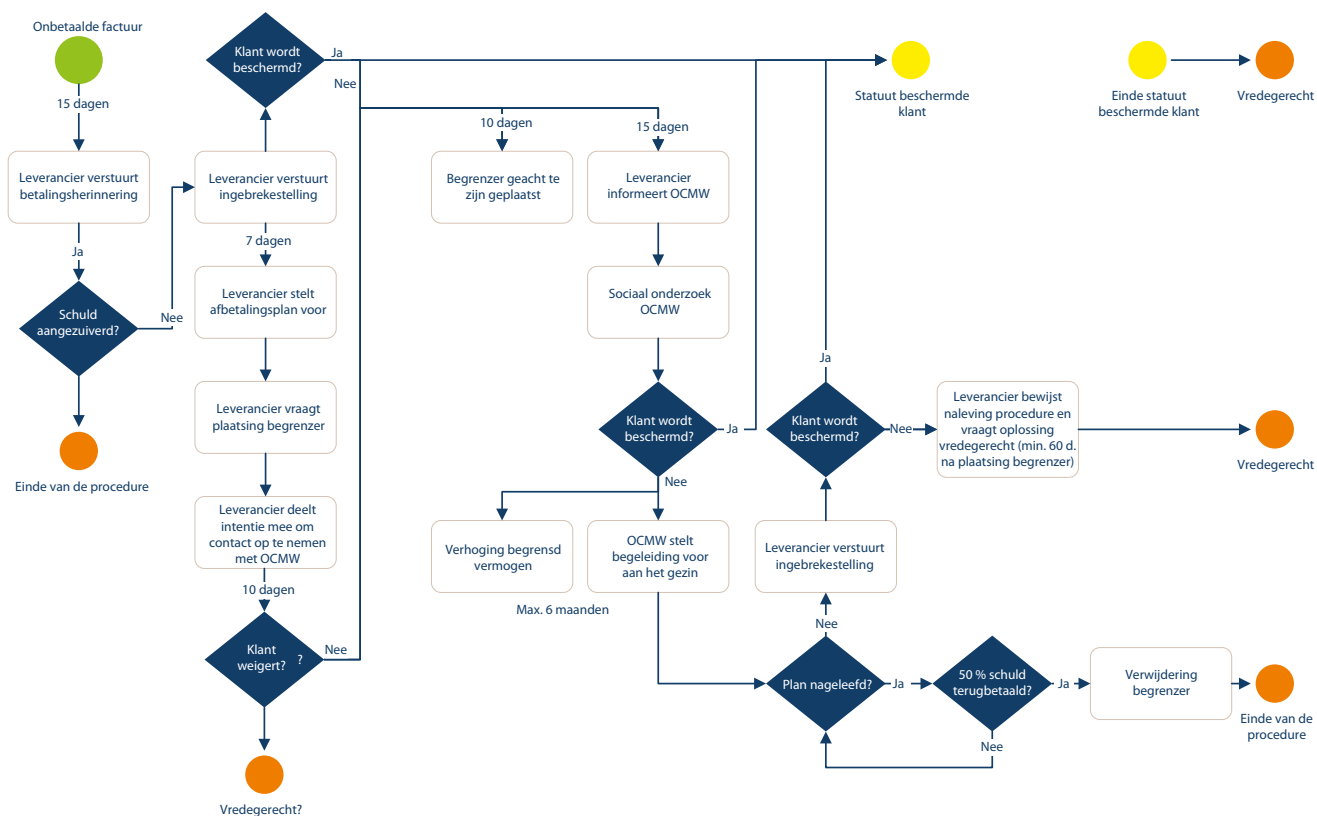 Onbetaalde factuur
15 dagen
Leverancier verstuurt
betalingsherinnering
Ja
Schuld
aangezuiverd?
Nee
Einde van de procedure
Klant wordt
beschermd?
Ja
Nee
Leverancier verstuurt
ingebrekestelling
7 dagen
Leverancier stelt
afbetalingsplan voor
Leverancier vraagt
plaatsing begrenzer
Leverancier deelt
intentie mee om
contact op te nemen
met OCMW
10 dagen
Klant
weigert? ?
Nee
Vredegerecht?
10 dagen
Begrenzer geacht te
zijn geplaatst
15 dagen
Leverancier
informeert OCMW
Sociaal onderzoek
OCMW
Klant wordt
beschermd?
Ja
Nee
Verhoging begrensd
vermogen
OCMW stelt
begeleiding voor
aan het gezin
Max. 6 maanden
Statuut beschermde
klant
Einde statuut
beschermde klant
Vredegerecht
Ja
Klant wordt
beschermd?
Nee
Leverancier bewijst
naleving procedure en
vraagt oplossing
vredegerecht (min. 60 d.
na plaatsing begrenzer)
Vredegerecht
Leverancier verstuurt
ingebrekestelling
Nee
Plan nageleefd?
Ja
50 % schuld
terugbetaald?
Ja
Nee
Verwijdering
begrenzer
Einde van de
procedure